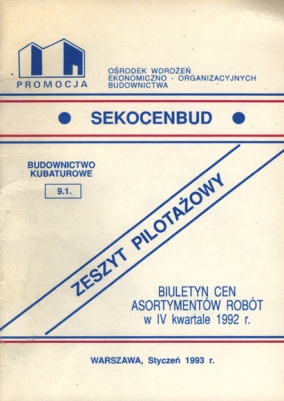 PROMOCJA
OŚRODEK WDROŻEŃ
EKONOMICZNO - ORGANIZACYJNYCH
BUDOWNICTWA
SEKOCENBUD
BUDOWNICTWO
KUBATUROWE
9.1.
ZESZYT PILOTAŻOWY
BIULETYN CEN
ASORTYMENTÓW ROBÓT
w IV kwartale 1992 r.
WARSZAWA, Styczeń 1993 r.